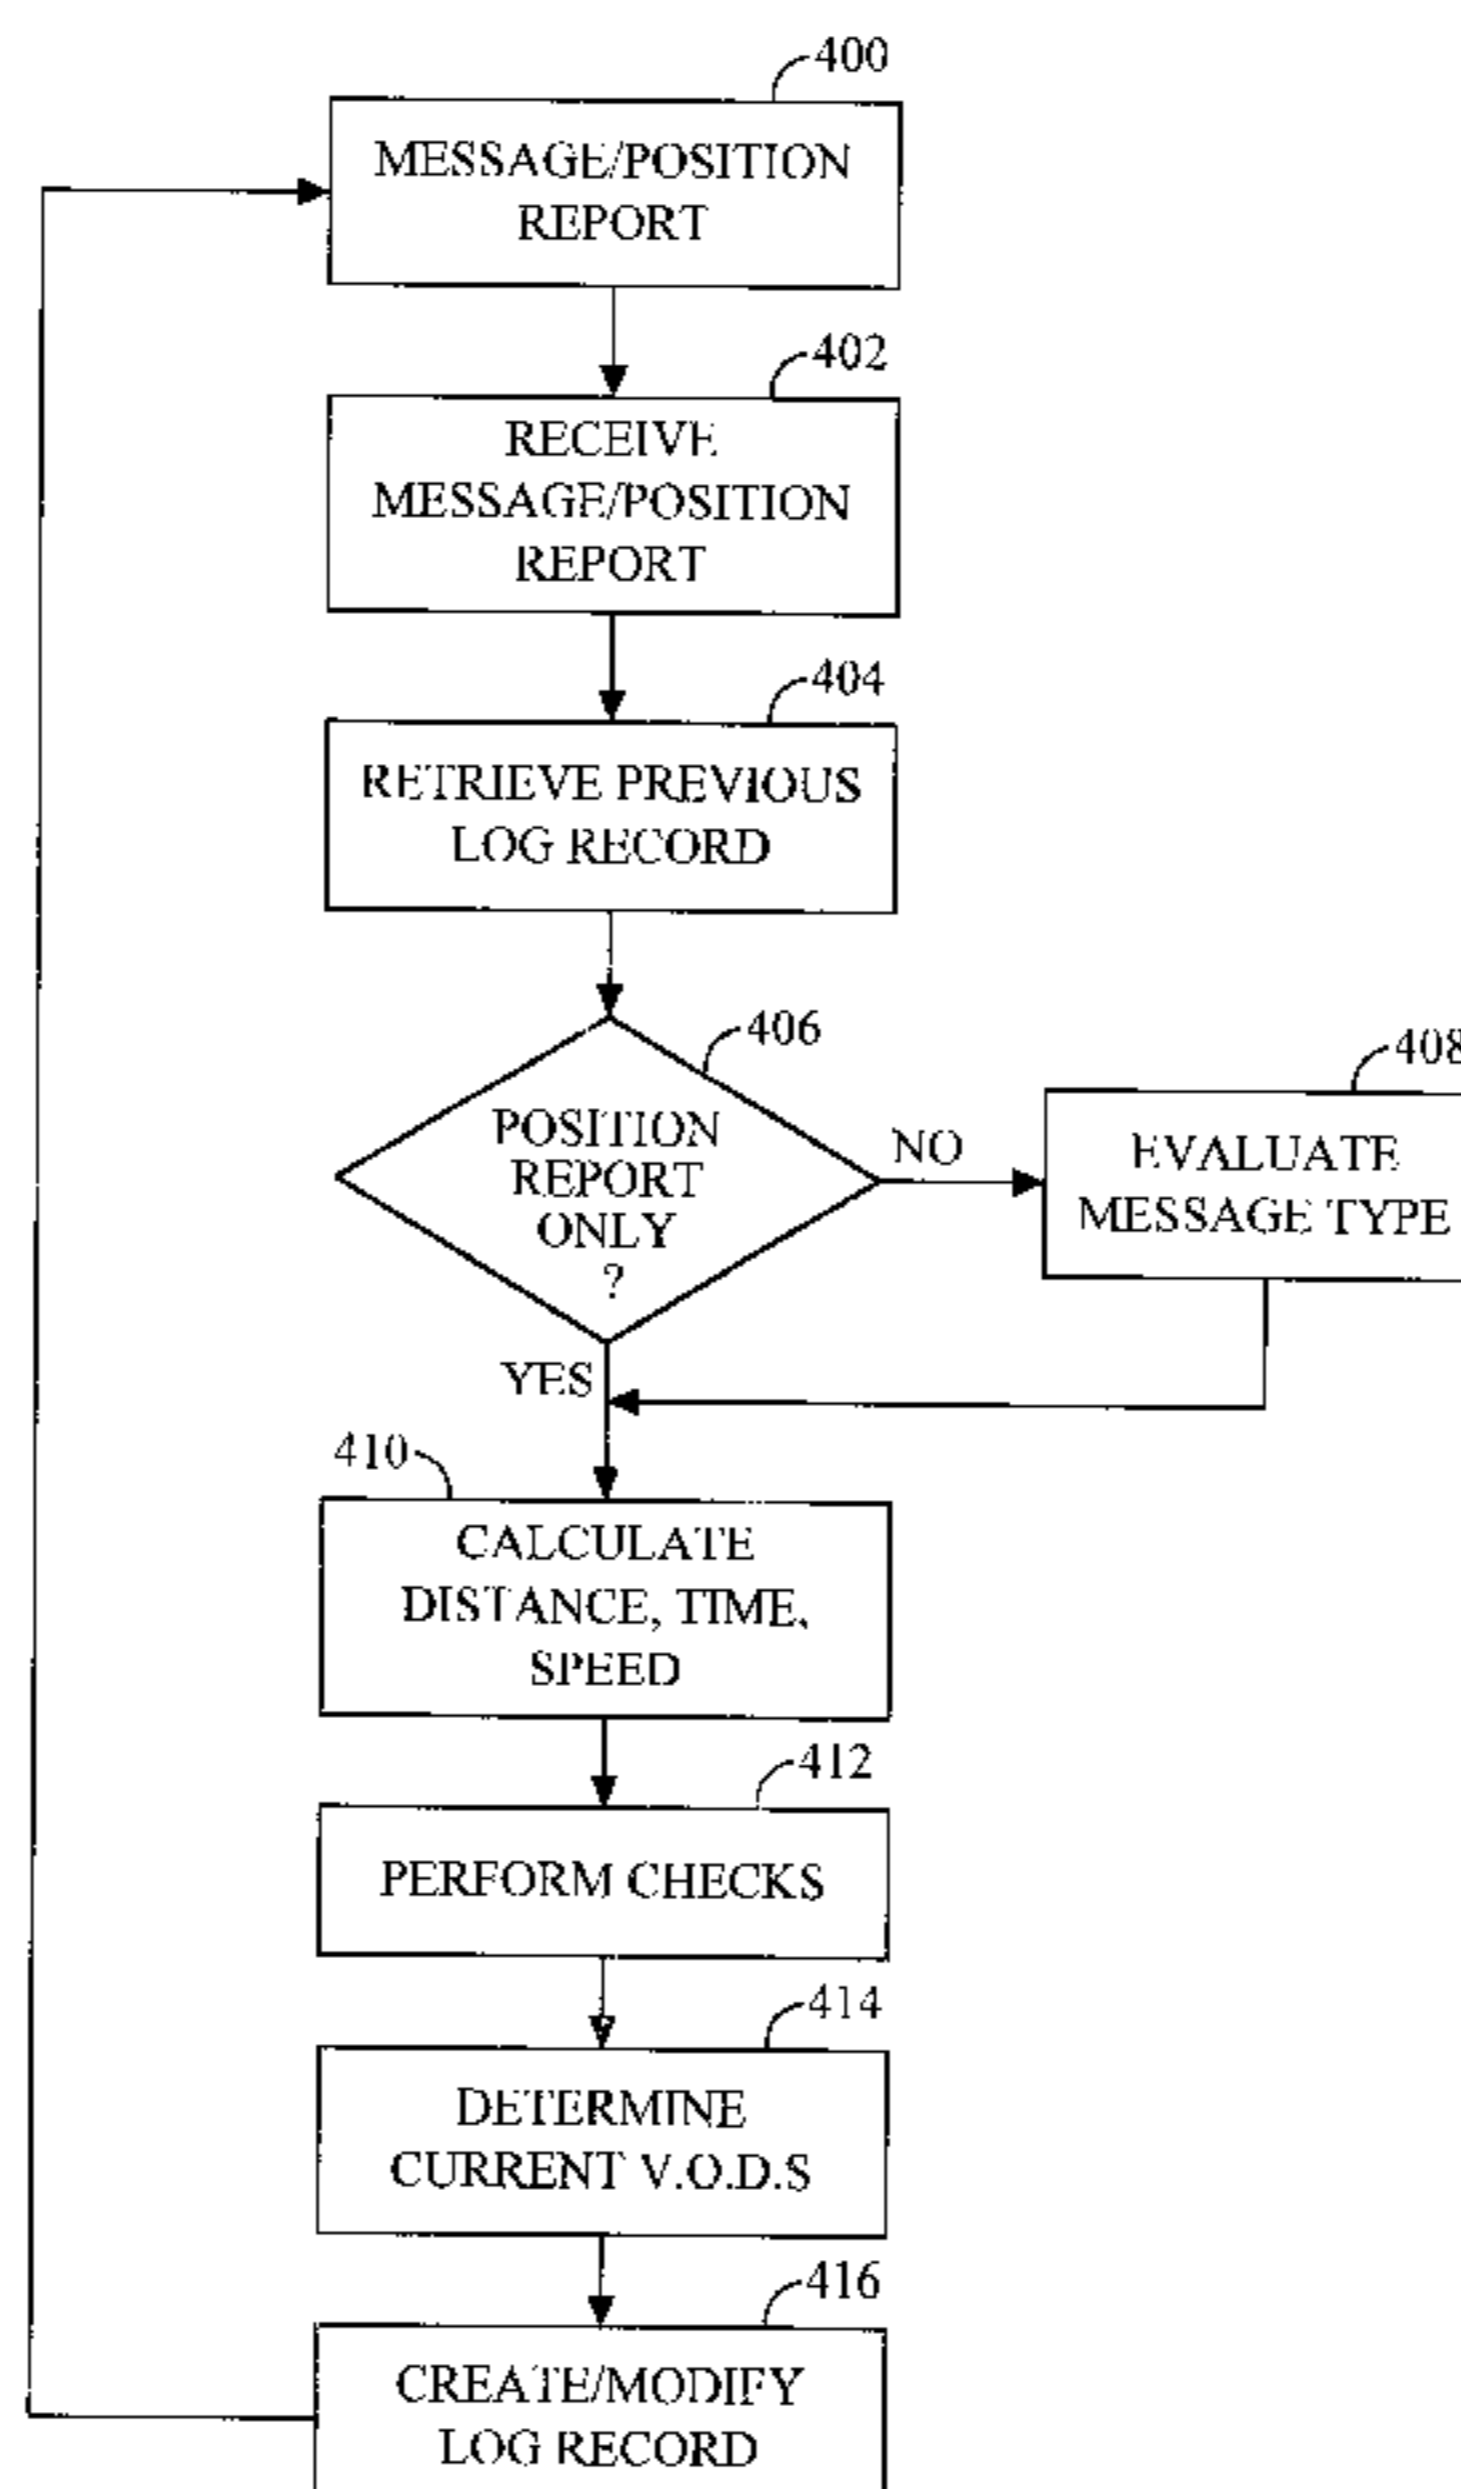 400
MESSAGE/POSITION
REPORT
402
RECEIVE
MESSAGE/POSITION
REPORT
404
RETRIEVE PREVIOUS
LOG RECORD
406
POSITION
REPORT
ONLY
?
NO
408
EVALUATE
MESSAGE TYPE
YES
410
CALCULATE
DISTANCE, TIME,
SPEED
412
PERFORM CHECKS
414
DETERMINE
CURRENT V.O.D.S
416
CREATE/MODIFY
LOG RECORD